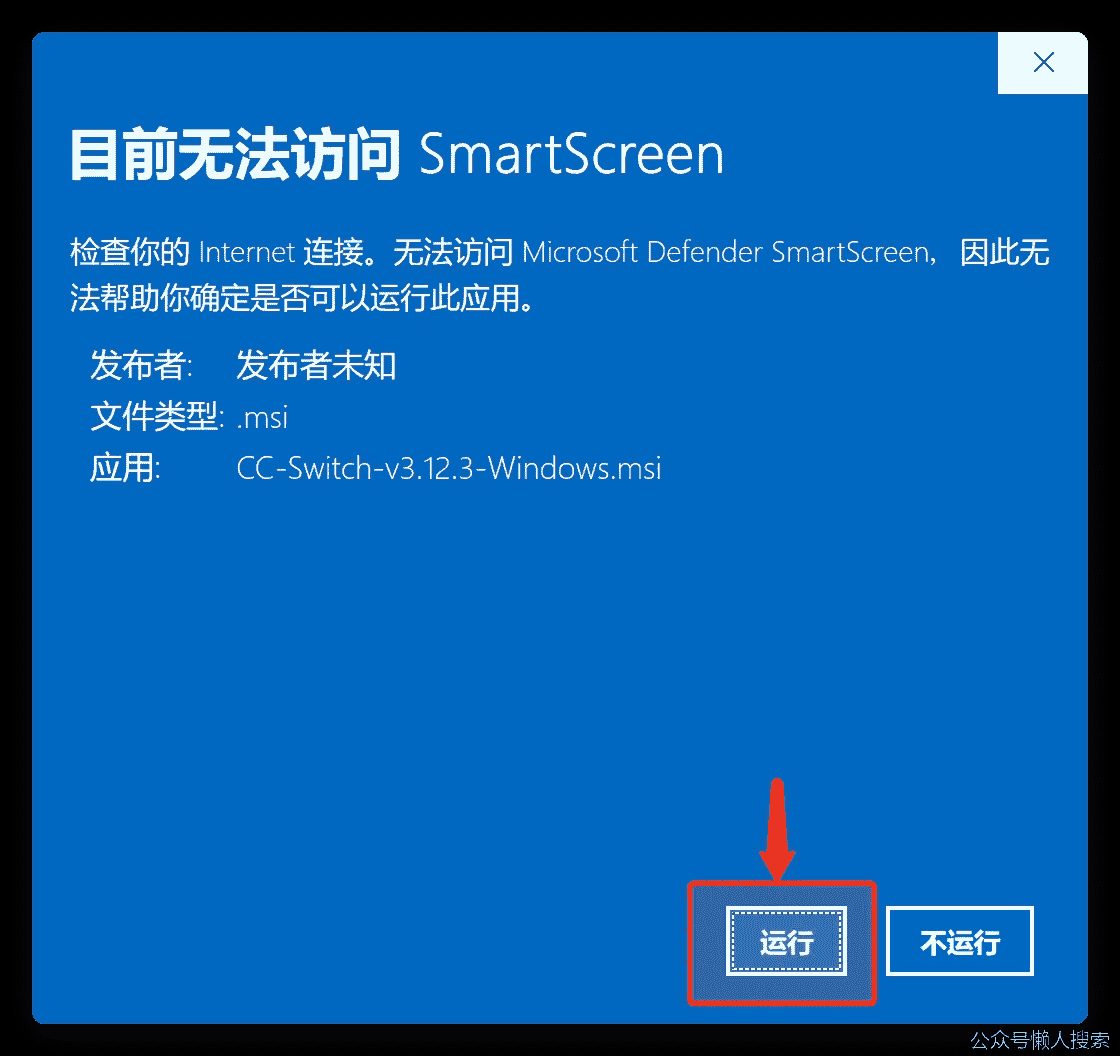 目前无法访问 SmartScreen
检查你的 Internet 连接。无法访问 Microsoft Defender SmartScreen，因此无
法帮助你确定是否可以运行此应用。
发布者: 发布者未知
文件类型: .msi
应用: CC-Switch-v3.12.3-Windows.msi
运行 不运行
公众号懒人搜索